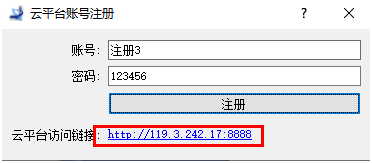 云平台账号注册
账号: 注册3
密码: 123456
注册
云平台访问链接: http://119.3.242.17:8888